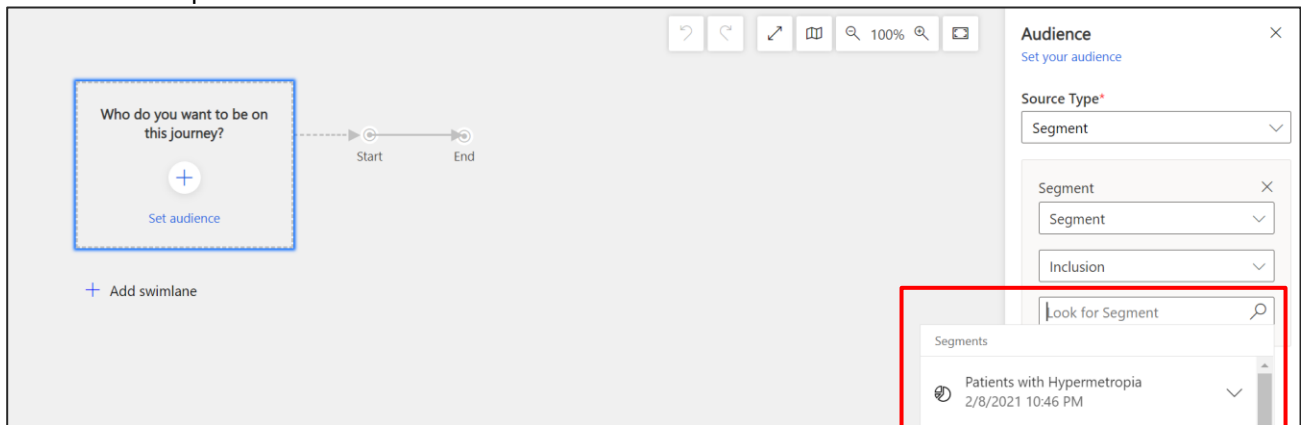 100%
Who do you want to be on
this journey?
Set audience
Start
End
Add swimlane
Audience
Set your audience
Source Type*
Segment
Segment
Segment
Inclusion
Look for Segment
Segments
Patients with Hypermetropia
2/8/2021 10:46 PM